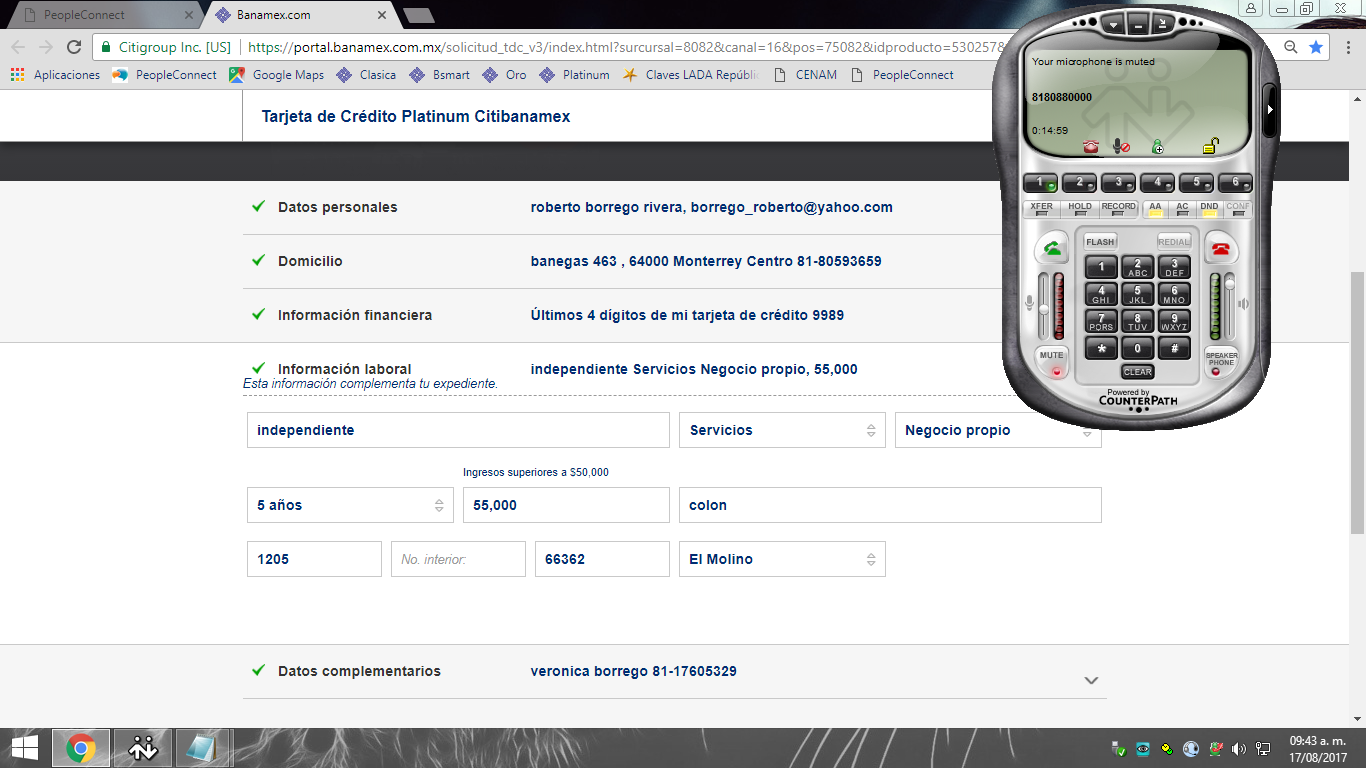 PeopleConnect
Banamex.com
Citigroup Inc. [US]
https://portal.banamex.com.mx/solicitud_tdc_v3/index.html?sursucal=8082&canal=16&pos=75082&idproducto=530257&
Aplicaciones
PeopleConnect
Google Maps
Clasica
Bsmart
Oro
Platinum
Claves LADA Repúbli
CENAM
PeopleConnect
Tarjeta de Crédito Platinum Citibanamex
Datos personales
roberto borrego rivera, borrego_roberto@yahoo.com
Domicilio
banegas 463 , 64000 Monterrey Centro 81-80593659
Información financiera
Últimos 4 dígitos de mi tarjeta de crédito 9989
Información laboral
independiente Servicios Negocio propio, 55,000
Esta información complementa tu expediente.
independiente
Servicios
Negocio propio
Ingresos superiores a $50,000
5 años
55,000
colon
1205
No. interior:
66362
El Molino
Datos complementarios
veronica borrego 81-17605329
Your microphone is muted
8180880000
0:14:59
1 2 3 4 5 6
XFER HOLD RECORD AA AC DND CONF
FLASH REDIAL
1
2 ABC
3 DEF
4 GHI
5 JKL
6 MNO
7 PQRS
8 TUV
9 WXYZ
* 0 #
MUTE
SPEAKER PHONE
CLEAR
Powered by
COUNTERPATH
09:43 a. m.
17/08/2017